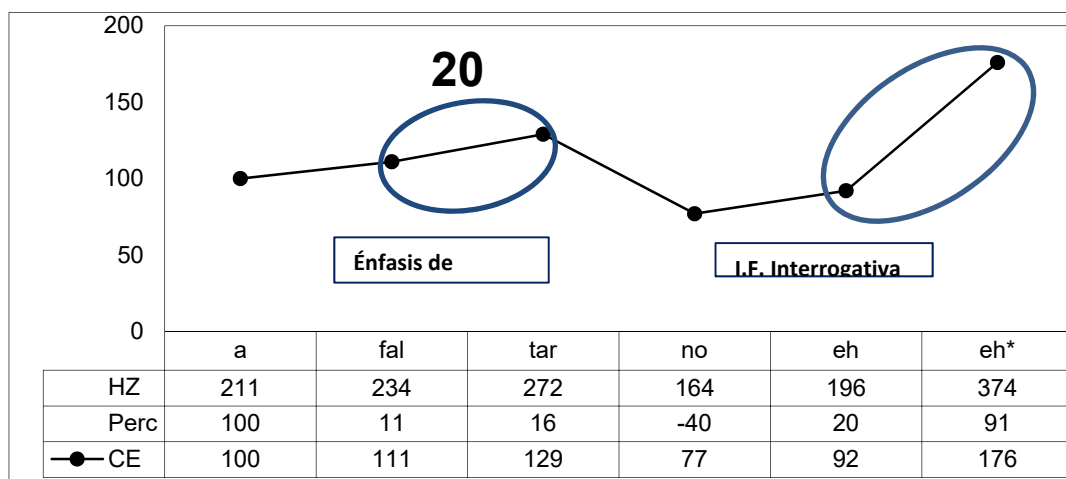 200
20
150
100
50
Énfasis de
I.F. Interrogativa
0
a fal tar no eh eh*
HZ 211 234 272 164 196 374
Perc 100 11 16 -40 20 91
CE 100 111 129 77 92 176